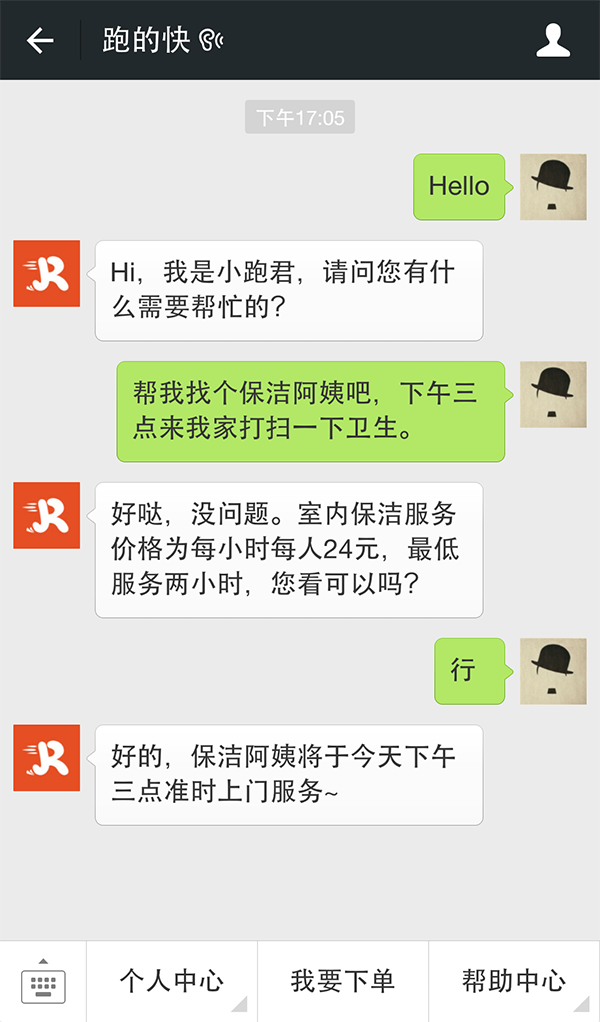 跑的快
下午17:05
Hello
Hi，我是小跑君，请问您有什
么需要帮忙的？
帮我找个保洁阿姨吧，下午三
点来我家打扫一下卫生。
好哒，没问题。室内保洁服务
价格为每小时每人24元，最低
服务两小时，您看可以吗？
行
好的，保洁阿姨将于今天下午
三点准时上门服务~
个人中心
我要下单
帮助中心